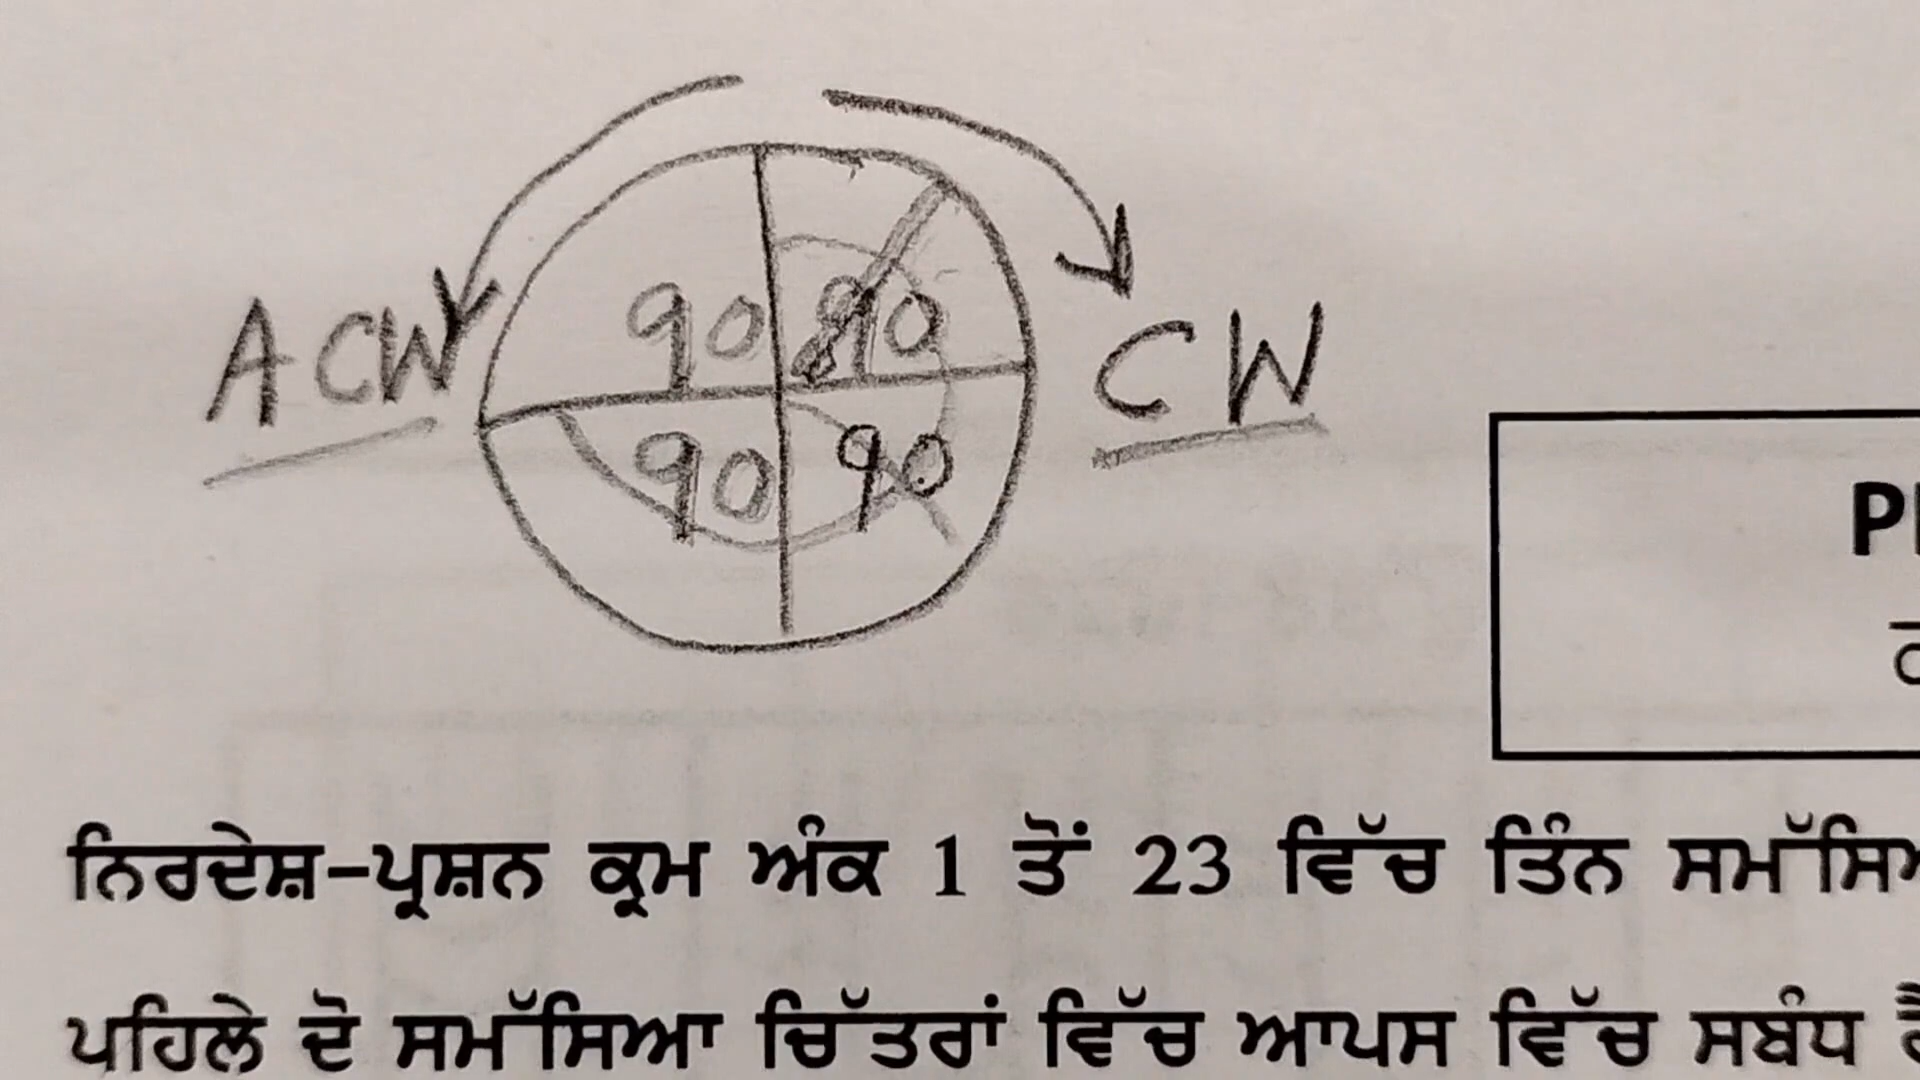 ACW
CW
90 90
90 90
ਨਿਰਦੇਸ਼-ਪ੍ਰਸ਼ਨ ਕ੍ਰਮ ਅੰਕ 1 ਤੋਂ 23 ਵਿੱਚ ਤਿੰਨ
ਪਹਿਲੇ ਦੋ ਸਮੱਸਿਆ ਚਿੱਤਰਾਂ ਵਿੱਚ ਆਪਸ ਵਿੱਚ ਸਬੰਧ